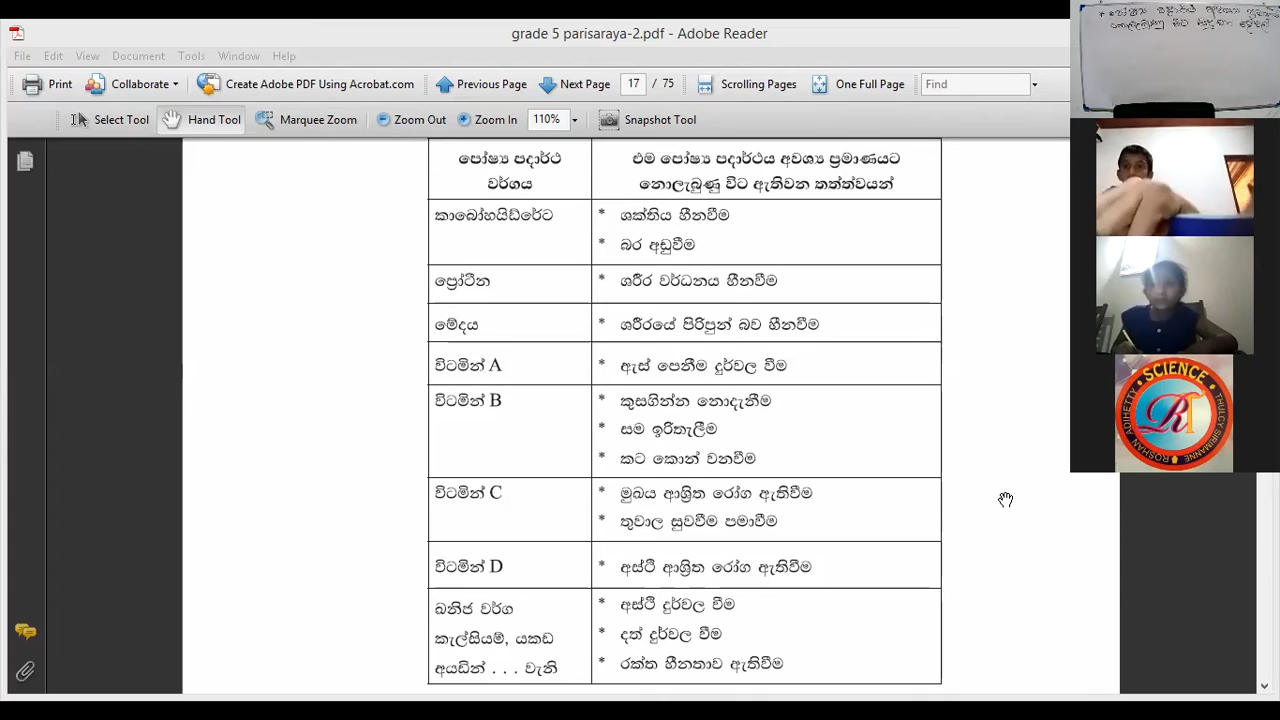 grade 5 parisaraya-2.pdf - Adobe Reader
File Edit View Document Tools Window Help
Print Collaborate Create Adobe PDF Using Acrobat.com Previous Page Next Page 17 / 75 Scrolling Pages One Full Page Find
Select Tool Hand Tool Marquee Zoom Zoom Out Zoom In 110% Snapshot Tool
පෝෂ්‍ය පදාර්ථ වර්ගය
එම පෝෂ්‍ය පදාර්ථය අවශ්‍ය ප්‍රමාණයට
නොලැබුණු විට ඇතිවන තත්ත්වයන්
කාබෝහයිඩ්රේට
* ශක්තිය හීනවීම
* බර අඩුවීම
ප්‍රෝටීන
* ශරීර වර්ධනය හීනවීම
මේදය
* ශරීරයේ පිරිපුන් බව හීනවීම
විටමින් A
* ඇස් පෙනීම දුර්වල වීම
විටමින් B
* කුසගින්න නොදැනීම
* සම ඉරිතැලීම
* කට කොන් වනවීම
විටමින් C
* මුඛය ආශ්‍රිත රෝග ඇතිවීම
* තුවාල සුවවීම පමාවීම
විටමින් D
* අස්ථි ආශ්‍රිත රෝග ඇතිවීම
ඛනිජ වර්ග
කැල්සියම්, යකඩ
අයඩින් . . . වැනි
* අස්ථි දුර්වල වීම
* දත් දුර්වල වීම
* රක්ත හීනතාව ඇතිවීම
SCIENCE
RT
ROSHAN ADIHETTY
THULCY SIRIMANNE